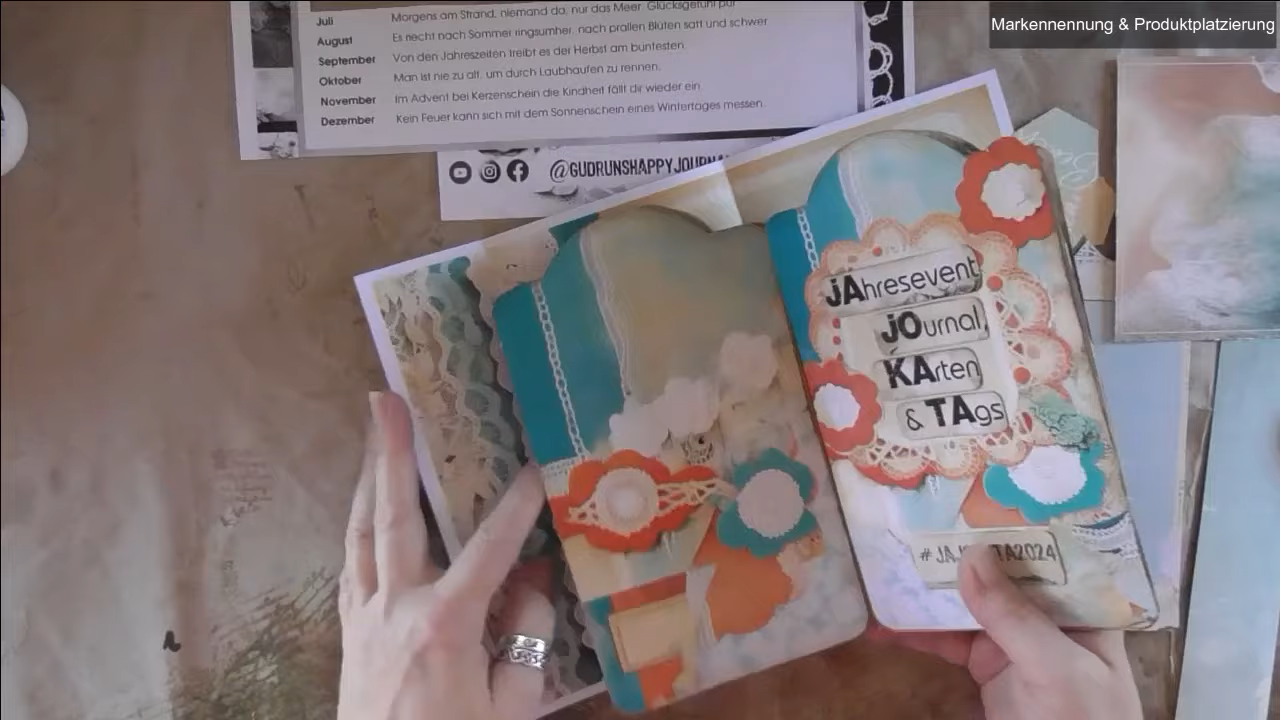 Markennennung & Produktplatzierung
Juli Morgens am Strand, niemand da, nur das Meer. Glücksgefühl pur
August Es riecht nach Sommer ringsumher, nach prallen Blüten satt und schwer
September Von den Jahreszeiten treibt es der Herbst am buntesten.
Oktober Man ist nie zu alt, um durch Laubhaufen zu rennen.
November Im Advent bei Kerzenschein die Kindheit fällt dir wieder ein
Dezember Kein Feuer kann sich mit dem Sonnenschein eines Wintertages messen.
@GUDRUNSHAPPYJOURNA
jAhresevent
jOurnal,
KArten
& TAgs
#JAJ TA2024